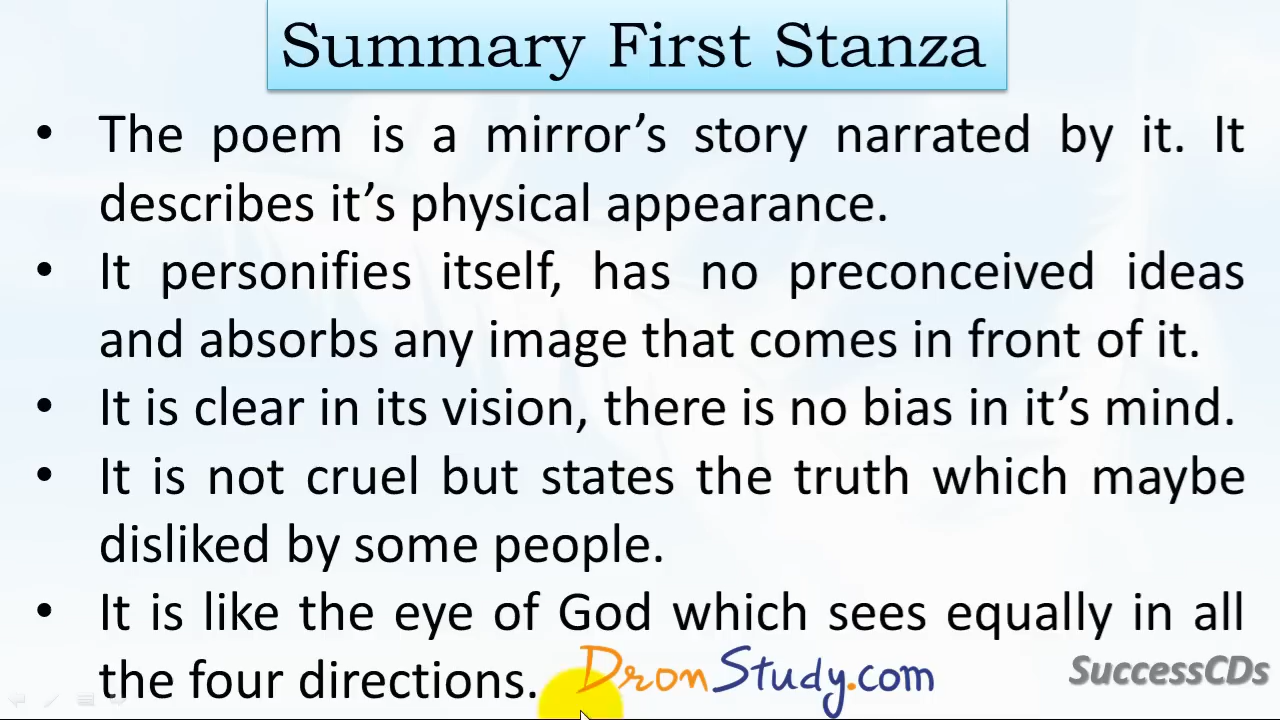 Summary First Stanza
• The poem is a mirror’s story narrated by it. It
describes it’s physical appearance.
• It personifies itself, has no preconceived ideas
and absorbs any image that comes in front of it.
• It is clear in its vision, there is no bias in it’s mind.
• It is not cruel but states the truth which maybe
disliked by some people.
• It is like the eye of God which sees equally in all
the four directions.
DronStudy.com
SuccessCDs